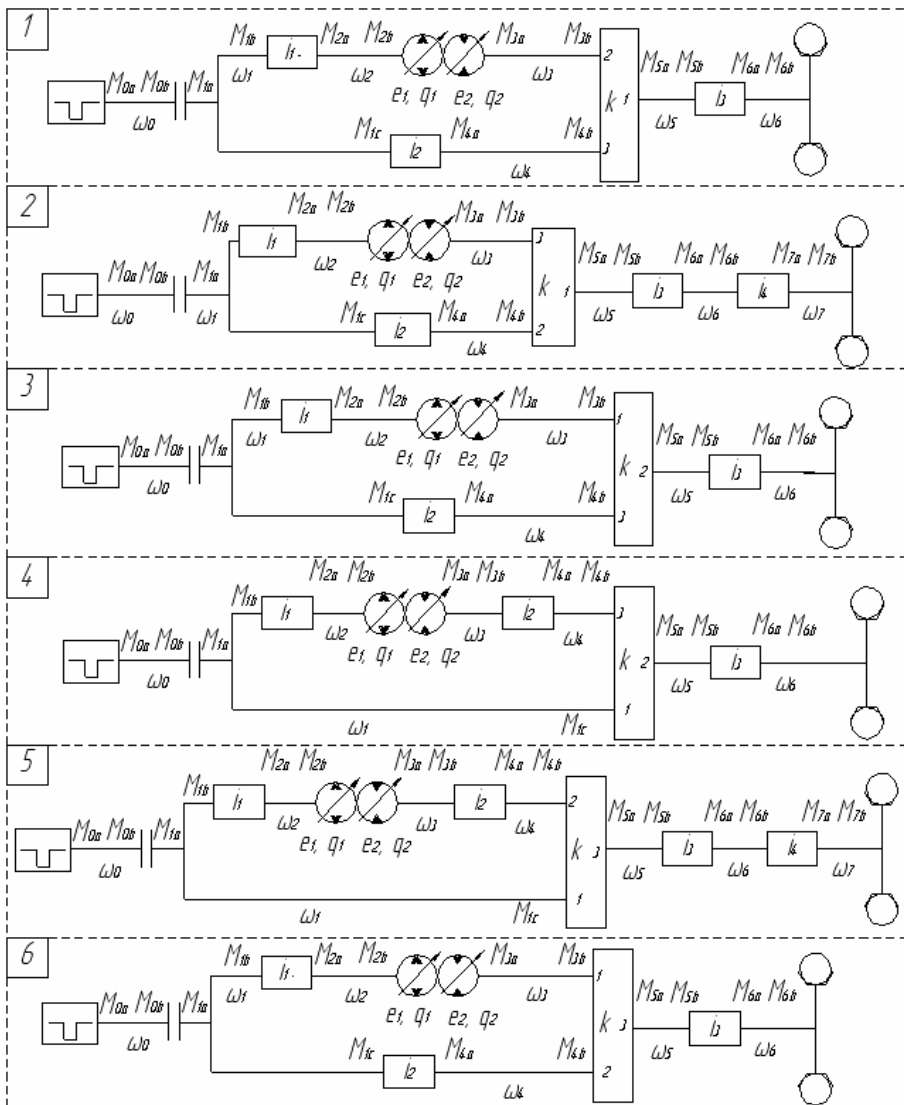 1
M1b M2a M2b M3a M3b
i1 2
M0a M0b M1a ω1 ω2 ω3 M5a M5b M6a M6b
e1, q1 e2, q2 k 1 i3
ω0 M1c M4a M4b ω5 ω6
i2 3
ω4
2
M2a M2b M3a M3b
M1b i1 3
M0a M0b M1a ω2 M5a M5b M6a M6b M7a M7b
e1, q1 e2, q2 k 1 i3 i4
ω0 ω1 M1c M4a M4b ω5 ω6 ω7
i2 2
ω4
3
M1b M2a M2b M3a M3b
i1 1
M0a M0b M1a ω1 ω2 ω3 M5a M5b M6a M6b
e1, q1 e2, q2 k 2 i3
ω0 M1c M4a M4b ω5 ω6
i2 3
ω4
4
M2a M2b M3a M3b M4a M4b
M1b i1 i2 3
M0a M0b M1a ω2 ω3 ω4 M5a M5b M6a M6b
e1, q1 e2, q2 k 2 i3
ω0 ω5 ω6
1
ω1 M1c
5
M2a M2b M3a M3b M4a M4b
M1b i1 i2 2
M0a M0b M1a ω2 ω3 ω4 M5a M5b M6a M6b M7a M7b
e1, q1 e2, q2 k 3 i3 i4
ω0 ω5 ω6 ω7
1
ω1 M1c
6
M1b M2a M2b M3a M3b
i1 1
M0a M0b M1a ω1 ω2 ω3 M5a M5b M6a M6b
e1, q1 e2, q2 k 3 i3
ω0 M1c M4a M4b ω5 ω6
i2 2
ω4